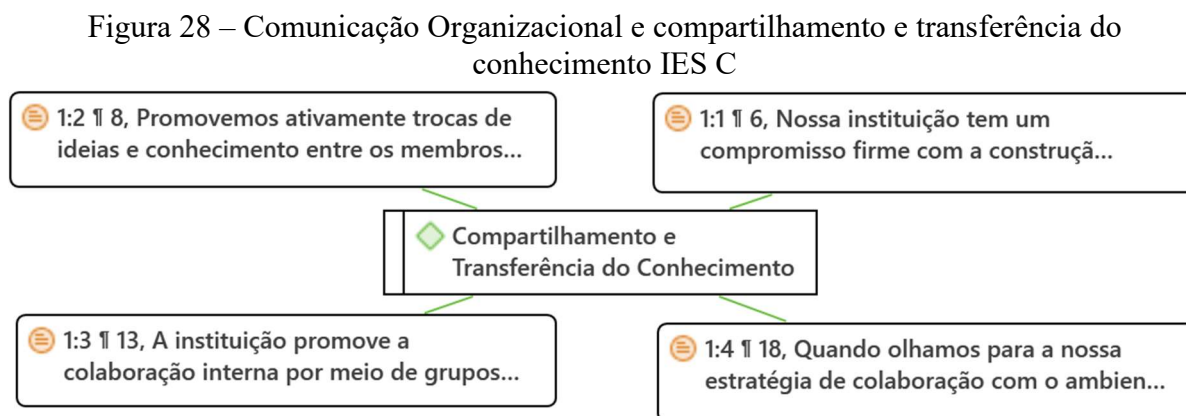 Figura 28 – Comunicação Organizacional e compartilhamento e transferência do
conhecimento IES C
1:2 ¶ 8, Promovemos ativamente trocas de
ideias e conhecimento entre os membros...
1:1 ¶ 6, Nossa instituição tem um
compromisso firme com a construçã...
Compartilhamento e
Transferência do Conhecimento
1:3 ¶ 13, A instituição promove a
colaboração interna por meio de grupos...
1:4 ¶ 18, Quando olhamos para a nossa
estratégia de colaboração com o ambien...